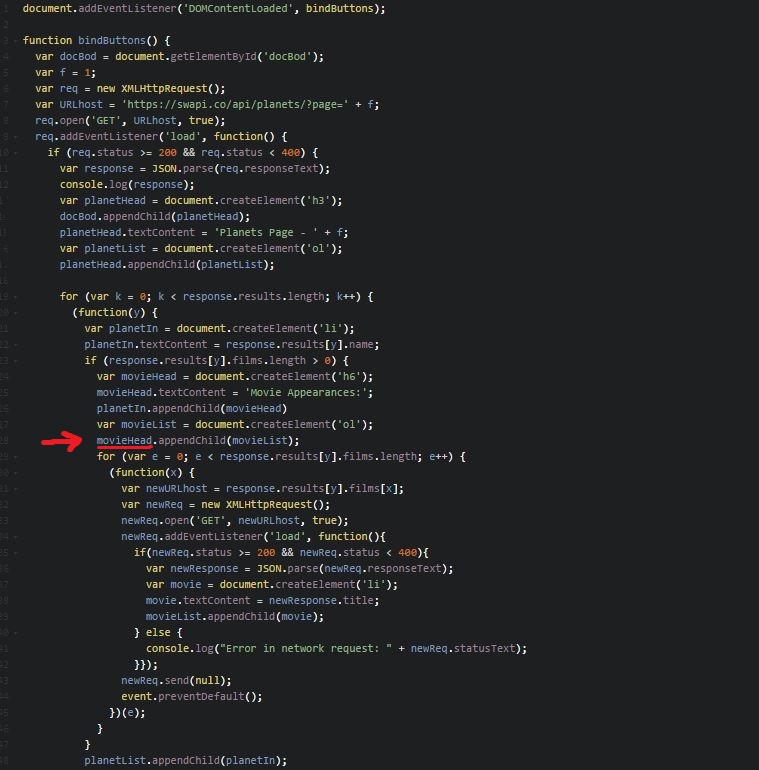 1 document.addEventListener('DOMContentLoaded', bindButtons);
2
3 function bindButtons() {
4 var docBod = document.getElementById('docBod');
5 var f = 1;
6 var req = new XMLHttpRequest();
7 var URLhost = 'https://swapi.co/api/planets/?page=' + f;
8 req.open('GET', URLhost, true);
9 req.addEventListener('load', function() {
10 if (req.status >= 200 && req.status < 400) {
11 var response = JSON.parse(req.responseText);
12 console.log(response);
var planetHead = document.createElement('h3');
docBod.appendChild(planetHead);
planetHead.textContent = 'Planets Page - ' + f;
var planetList = document.createElement('ol');
planetHead.appendChild(planetList);
18
19 for (var k = 0; k < response.results.length; k++) {
20 (function(y) {
21 var planetIn = document.createElement('li');
22 planetIn.textContent = response.results[y].name;
23 if (response.results[y].films.length > 0) {
24 var movieHead = document.createElement('h6');
25 movieHead.textContent = 'Movie Appearances:';
26 planetIn.appendChild(movieHead)
27 var movieList = document.createElement('ol');
28 movieHead.appendChild(movieList);
29 for (var e = 0; e < response.results[y].films.length; e++) {
30 (function(x) {
31 var newURLhost = response.results[y].films[x];
32 var newReq = new XMLHttpRequest();
33 newReq.open('GET', newURLhost, true);
34 newReq.addEventListener('load', function(){
35 if(newReq.status >= 200 && newReq.status < 400){
36 var newResponse = JSON.parse(newReq.responseText);
37 var movie = document.createElement('li');
38 movie.textContent = newResponse.title;
39 movieList.appendChild(movie);
40 } else {
41 console.log("Error in network request: " + newReq.statusText);
42 }});
43 newReq.send(null);
44 event.preventDefault();
45 })(e);
46 }
47 }
48 planetList.appendChild(planetIn);